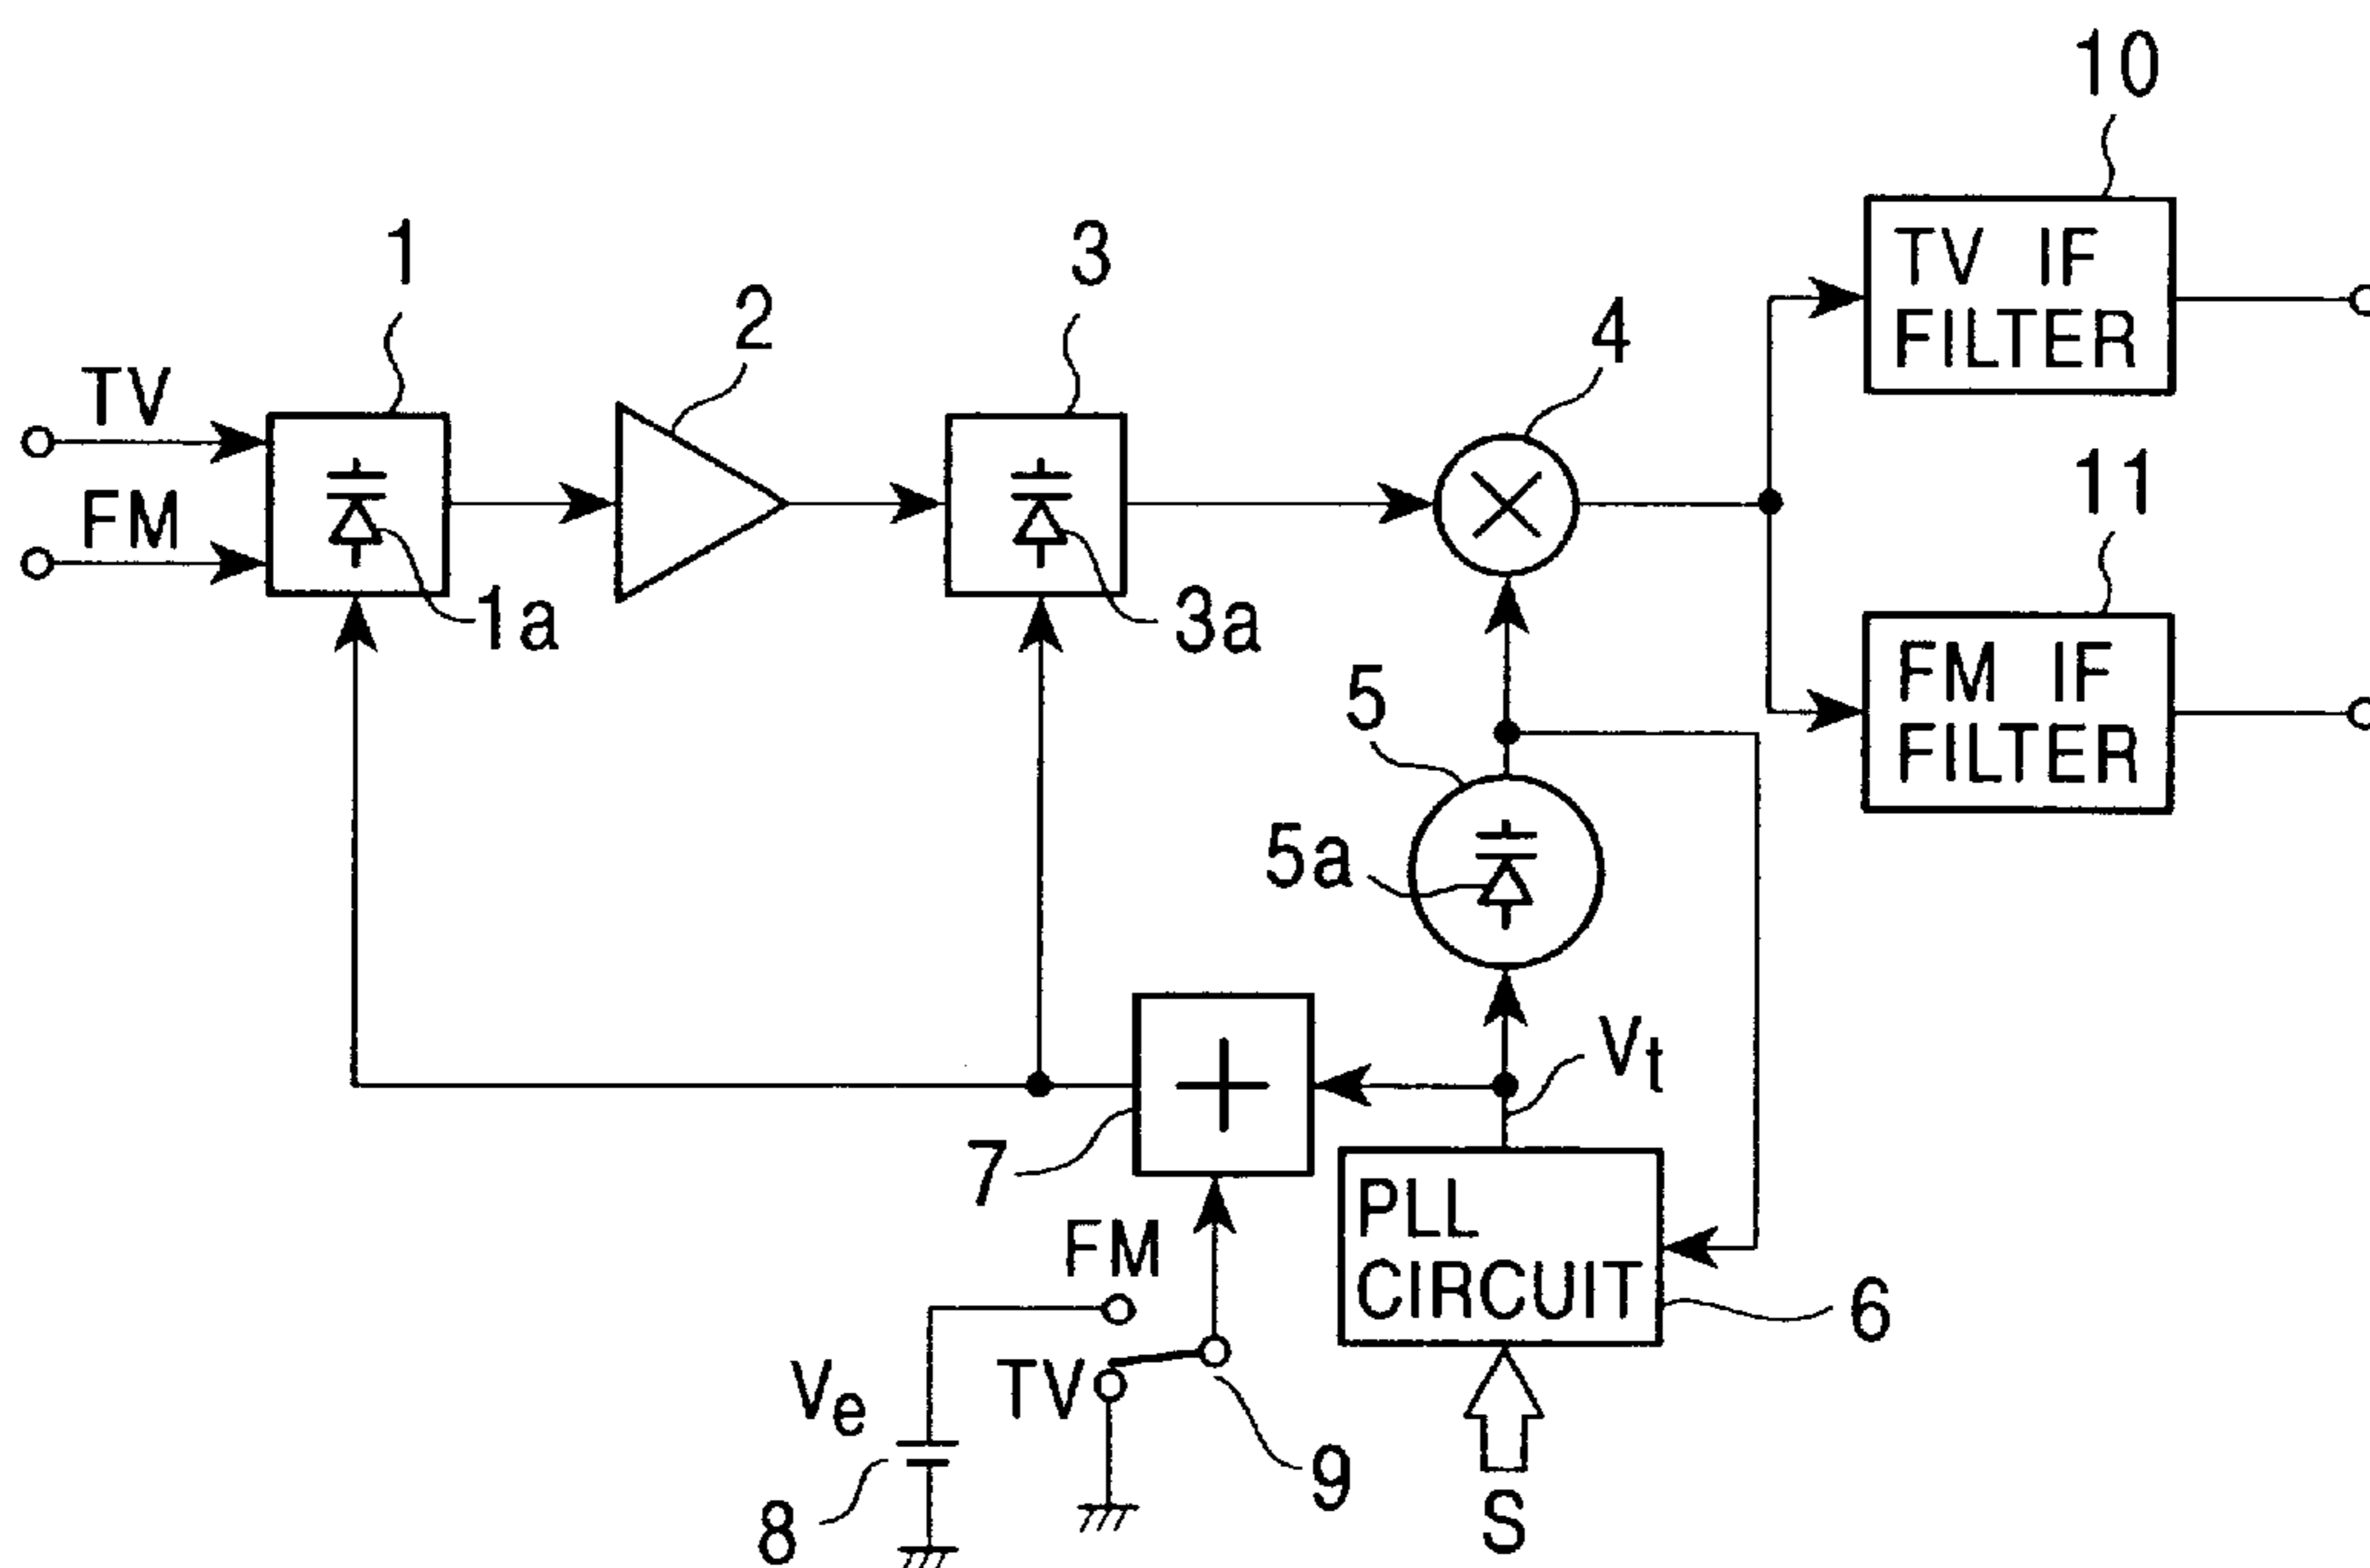 10
1
3
2
4
TV IF
FILTER
TV
11
FM
1a
3a
FM IF
FILTER
5
5a
Vt
7
PLL
CIRCUIT
FM
6
Ve
TV
9
8
S